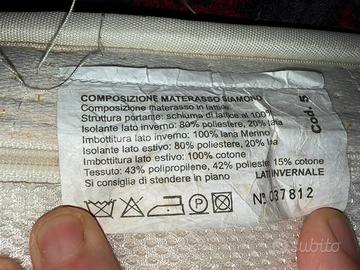 COMPOSIZIONE MATERASSO DIAMOND
Composizione materasso in lattice
Struttura portante: schiuma di lattice al 100%
Isolante lato inverno: 80% poliestere, 20% lana
Imbottitura lato inverno: 100% lana Merino
Isolante lato estivo: 80% poliestere, 20% lana
Imbottitura lato estivo: 100% cotone
Tessuto: 43% polipropilene, 42% poliestere 15% cotone
Si consiglia di stendere in piano
LATO INVERNALE
N° 037812
Cod. 5
subito